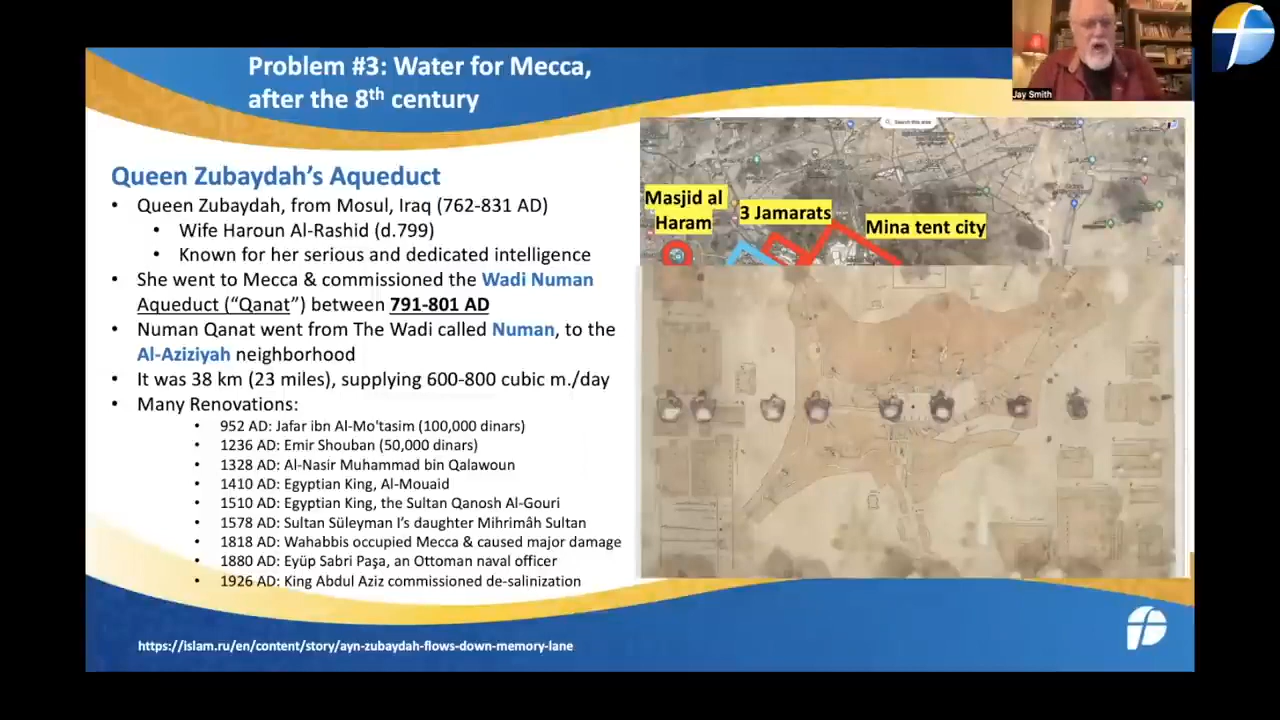 Problem #3: Water for Mecca,
after the 8th century
Jay Smith
Queen Zubaydah's Aqueduct
• Queen Zubaydah, from Mosul, Iraq (762-831 AD)
• Wife Haroun Al-Rashid (d.799)
• Known for her serious and dedicated intelligence
• She went to Mecca & commissioned the Wadi Numan
Aqueduct ("Qanat") between 791-801 AD
• Numan Qanat went from The Wadi called Numan, to the
Al-Aziziyah neighborhood
• It was 38 km (23 miles), supplying 600-800 cubic m./day
• Many Renovations:
• 952 AD: Jafar ibn Al-Mo'tasim (100,000 dinars)
• 1236 AD: Emir Shouban (50,000 dinars)
• 1328 AD: Al-Nasir Muhammad bin Qalawoun
• 1410 AD: Egyptian King, Al-Mouaid
• 1510 AD: Egyptian King, the Sultan Qanosh Al-Gouri
• 1578 AD: Sultan Süleyman I's daughter Mihrimâh Sultan
• 1818 AD: Wahabbis occupied Mecca & caused major damage
• 1880 AD: Eyüp Sabri Paşa, an Ottoman naval officer
• 1926 AD: King Abdul Aziz commissioned de-salinization
Search this area
Masjid al
Haram
3 Jamarats
Mina tent city
https://islam.ru/en/content/story/ayn-zubaydah-flows-down-memory-lane